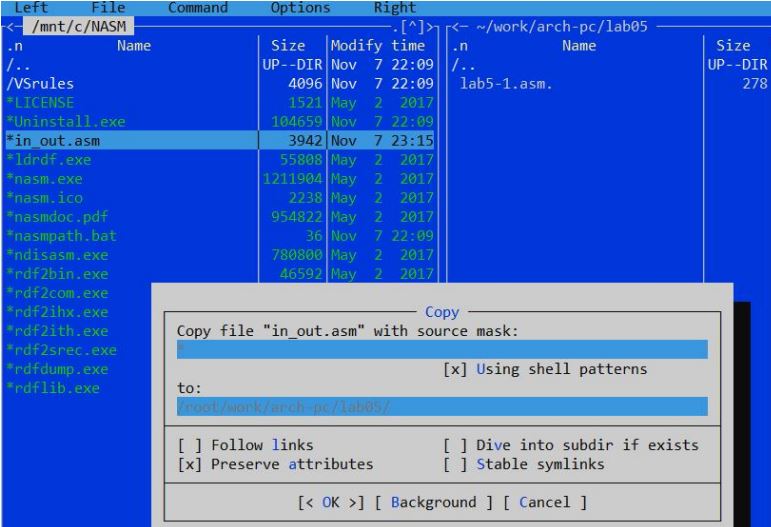 Left File Command Options Right
<- /mnt/c/NASM .[^]> <- ~/work/arch-pc/lab05
.n Name Size Modify time .n Name Size
/.. UP--DIR Nov 7 22:09 /.. UP--DIR
/VSrules 4096 Nov 7 22:09 lab5-1.asm. 278
*LICENSE 1521 May 2 2017
*Uninstall.exe 104659 Nov 7 22:09
*in_out.asm 3942 Nov 7 23:15
*ldrdf.exe 55808 May 2 2017
*nasm.exe 1211904 May 2 2017
*nasm.ico 2238 May 2 2017
*nasmdoc.pdf 954822 May 2 2017
*nasmpath.bat 36 Nov 7 22:09
*ndisasm.exe 780800 May 2 2017
*rdf2bin.exe 46592 May 2 2017
*rdf2com.exe
*rdf2ihx.exe
*rdf2ith.exe
*rdf2srec.exe
*rdfdump.exe
*rdflib.exe
Copy
Copy file "in_out.asm" with source mask:
*
[x] Using shell patterns
to:
/root/work/arch-pc/lab05/
[ ] Follow links [ ] Dive into subdir if exists
[x] Preserve attributes [ ] Stable symlinks
[< OK >] [ Background ] [ Cancel ]